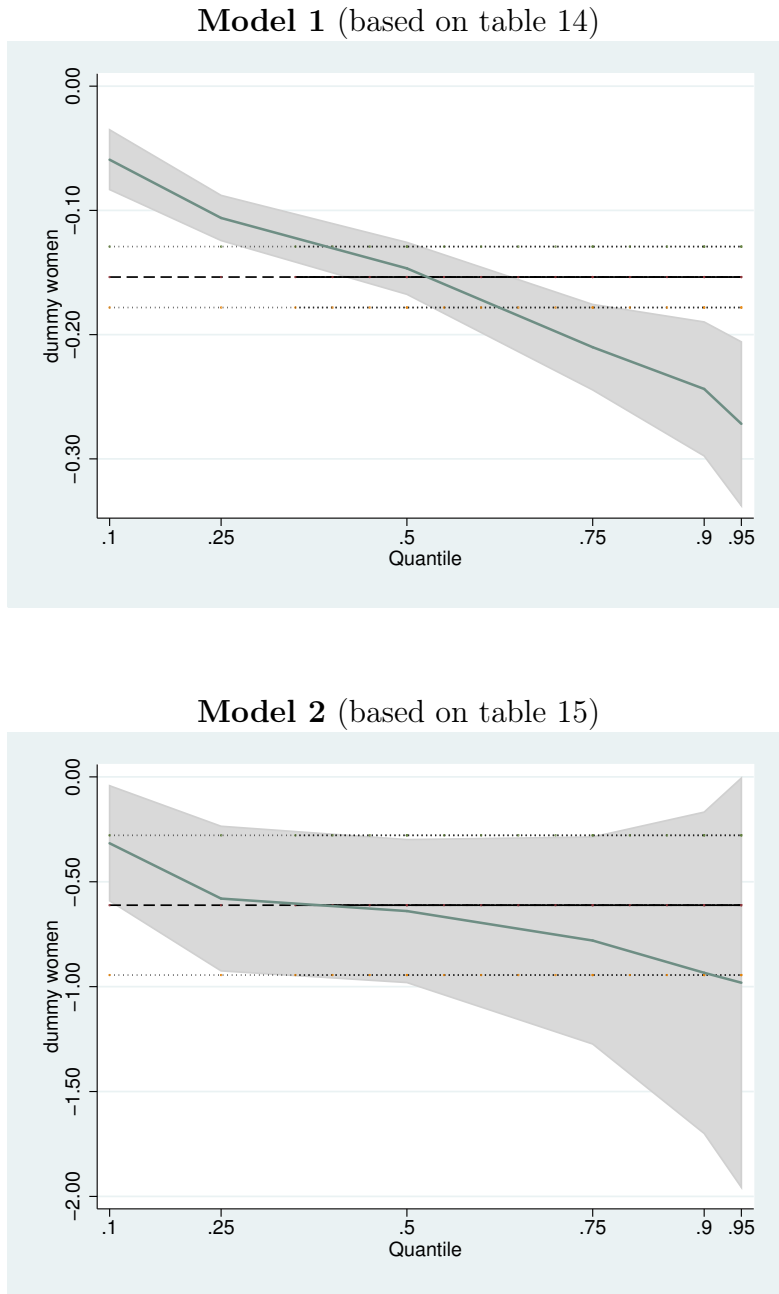 Model 1 (based on table 14)
0.00
−0.10
−0.20
−0.30
dummy women
.1 .25 .5 .75 .9 .95
Quantile
Model 2 (based on table 15)
0.00
−0.50
−1.00
−1.50
−2.00
dummy women
.1 .25 .5 .75 .9 .95
Quantile